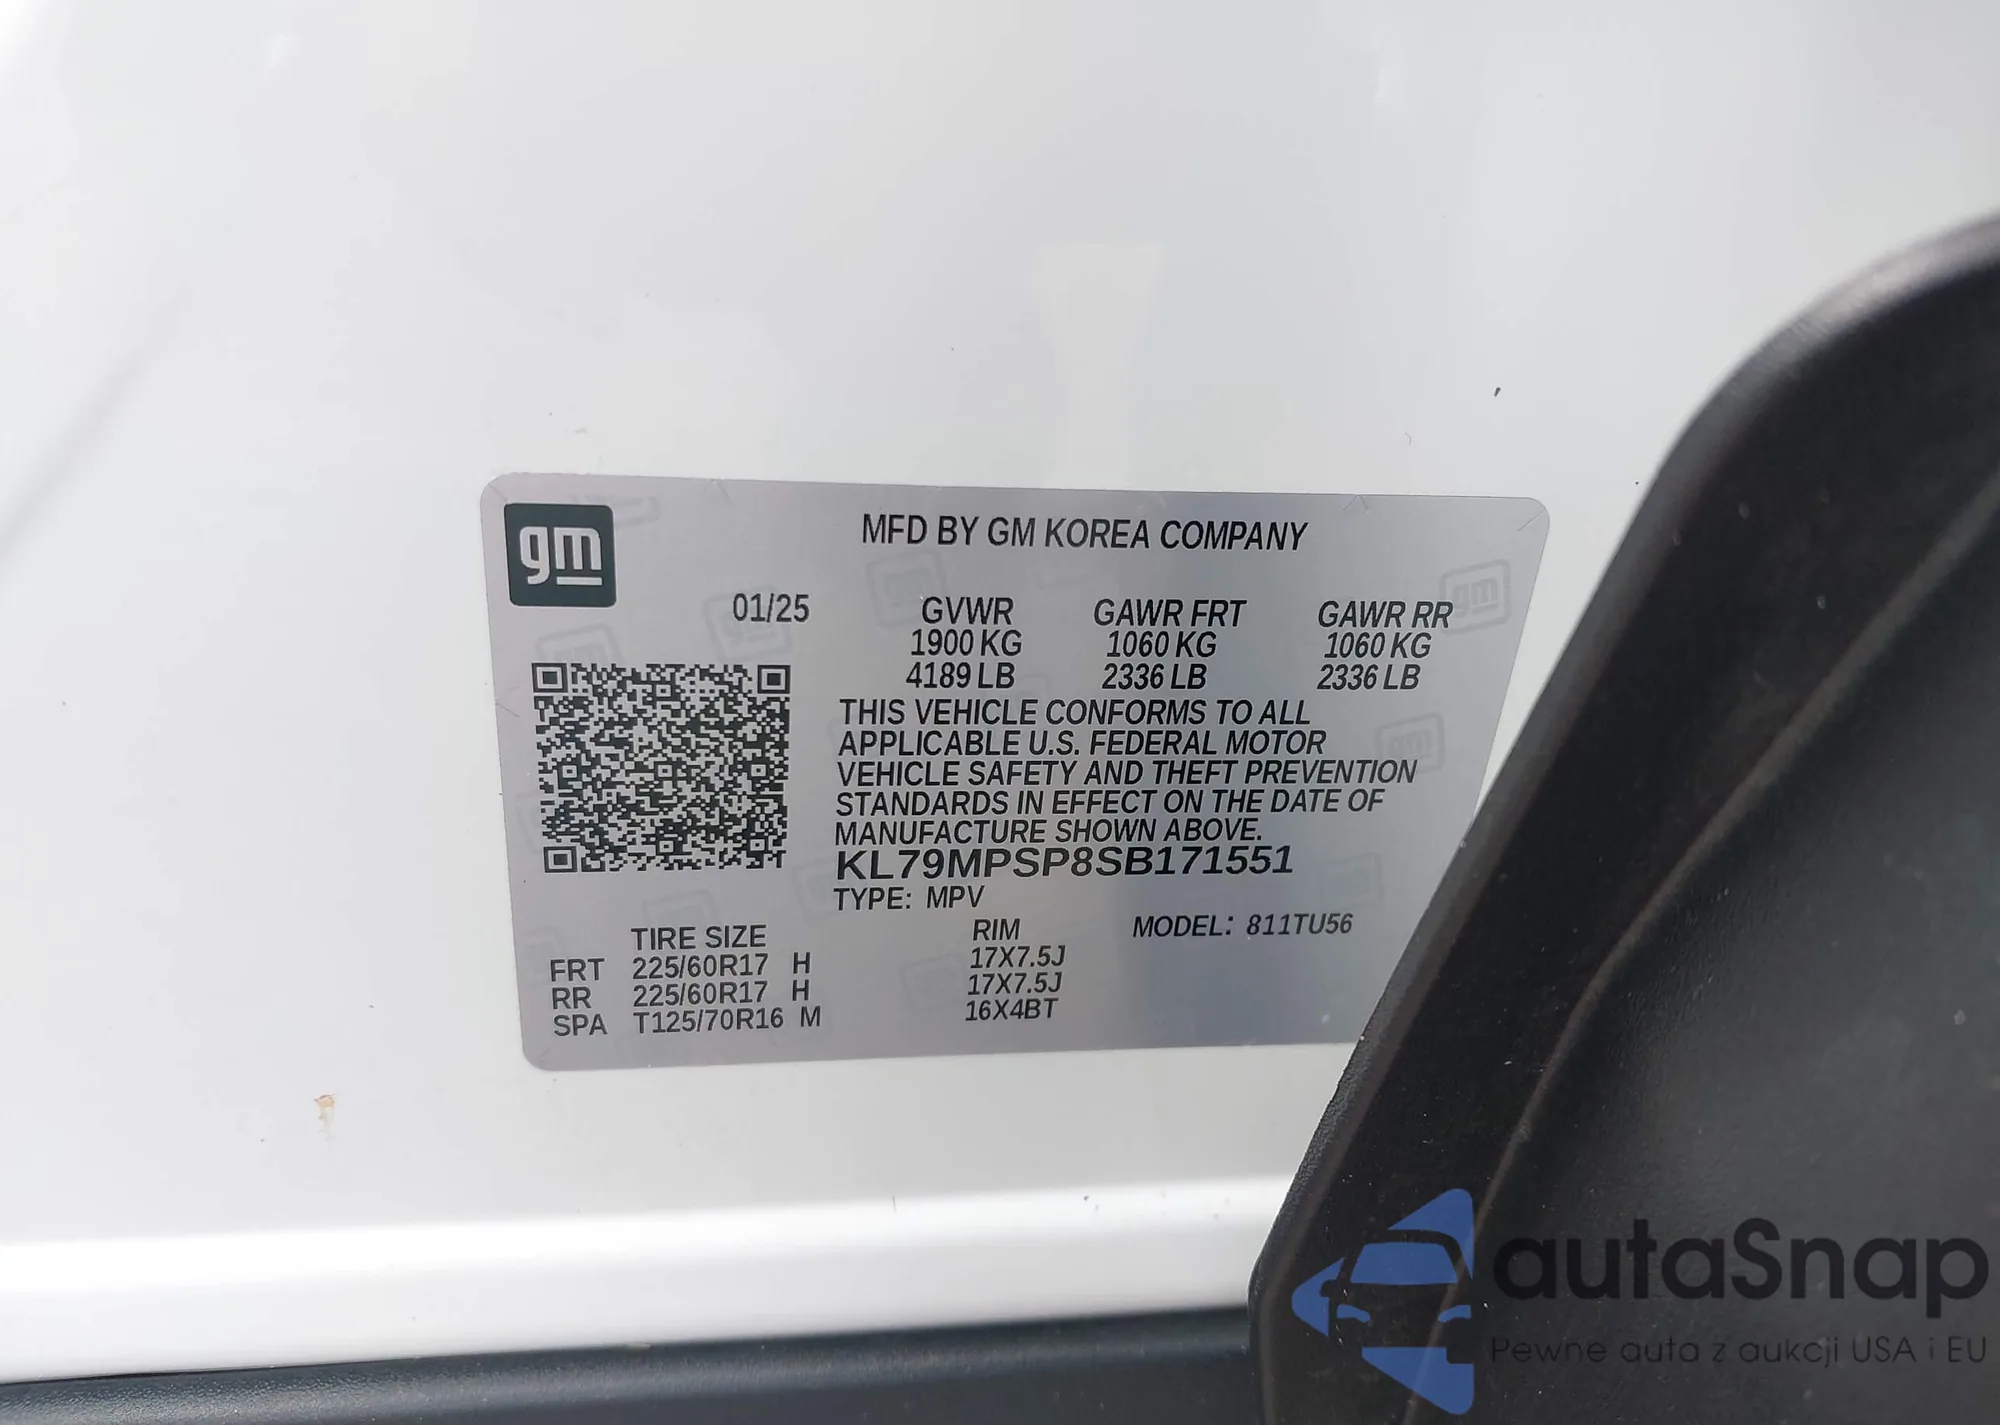 gm
MFD BY GM KOREA COMPANY
01/25 GVWR GAWR FRT GAWR RR
1900 KG 1060 KG 1060 KG
4189 LB 2336 LB 2336 LB
THIS VEHICLE CONFORMS TO ALL
APPLICABLE U.S. FEDERAL MOTOR
VEHICLE SAFETY AND THEFT PREVENTION
STANDARDS IN EFFECT ON THE DATE OF
MANUFACTURE SHOWN ABOVE.
KL79MPSP8SB171551
TYPE: MPV
TIRE SIZE RIM MODEL: 811TU56
FRT 225/60R17 H 17X7.5J
RR 225/60R17 H 17X7.5J
SPA T125/70R16 M 16X4BT
autaSnap
Pewne auta z aukcji USA i EU